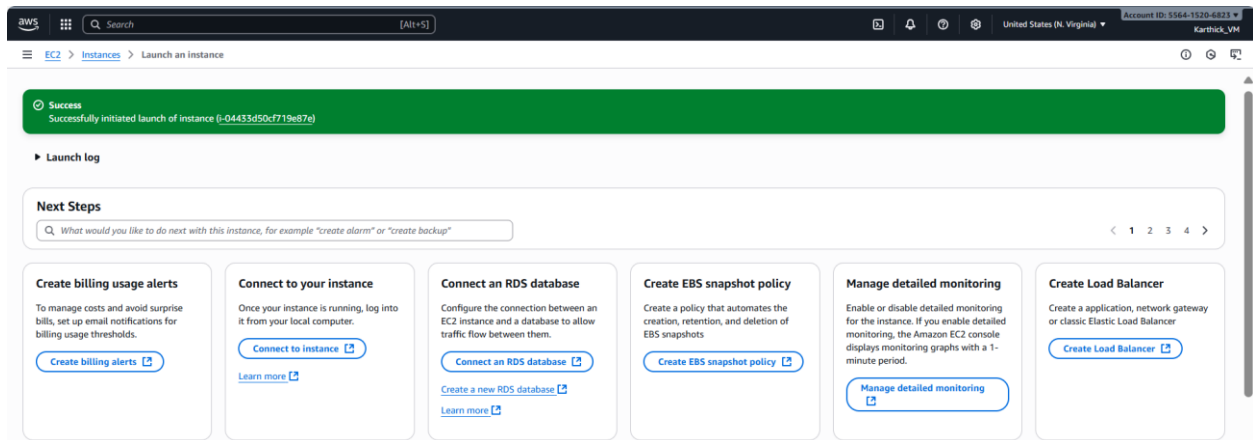 aws
Search
[Alt+S]
United States (N. Virginia)
Account ID: 5564-1520-6823
Karthick_VM
EC2 > Instances > Launch an instance
Success
Successfully initiated launch of instance (i-04433d50cf719e87e)
Launch log
Next Steps
What would you like to do next with this instance, for example "create alarm" or "create backup"
1 2 3 4
Create billing usage alerts
To manage costs and avoid surprise
bills, set up email notifications for
billing usage thresholds.
Create billing alerts
Connect to your instance
Once your instance is running, log into
it from your local computer.
Connect to instance
Learn more
Connect an RDS database
Configure the connection between an
EC2 instance and a database to allow
traffic flow between them.
Connect an RDS database
Create a new RDS database
Learn more
Create EBS snapshot policy
Create a policy that automates the
creation, retention, and deletion of
EBS snapshots
Create EBS snapshot policy
Manage detailed monitoring
Enable or disable detailed monitoring
for the instance. If you enable detailed
monitoring, the Amazon EC2 console
displays monitoring graphs with a 1-
minute period.
Manage detailed monitoring
Create Load Balancer
Create a application, network gateway
or classic Elastic Load Balancer
Create Load Balancer